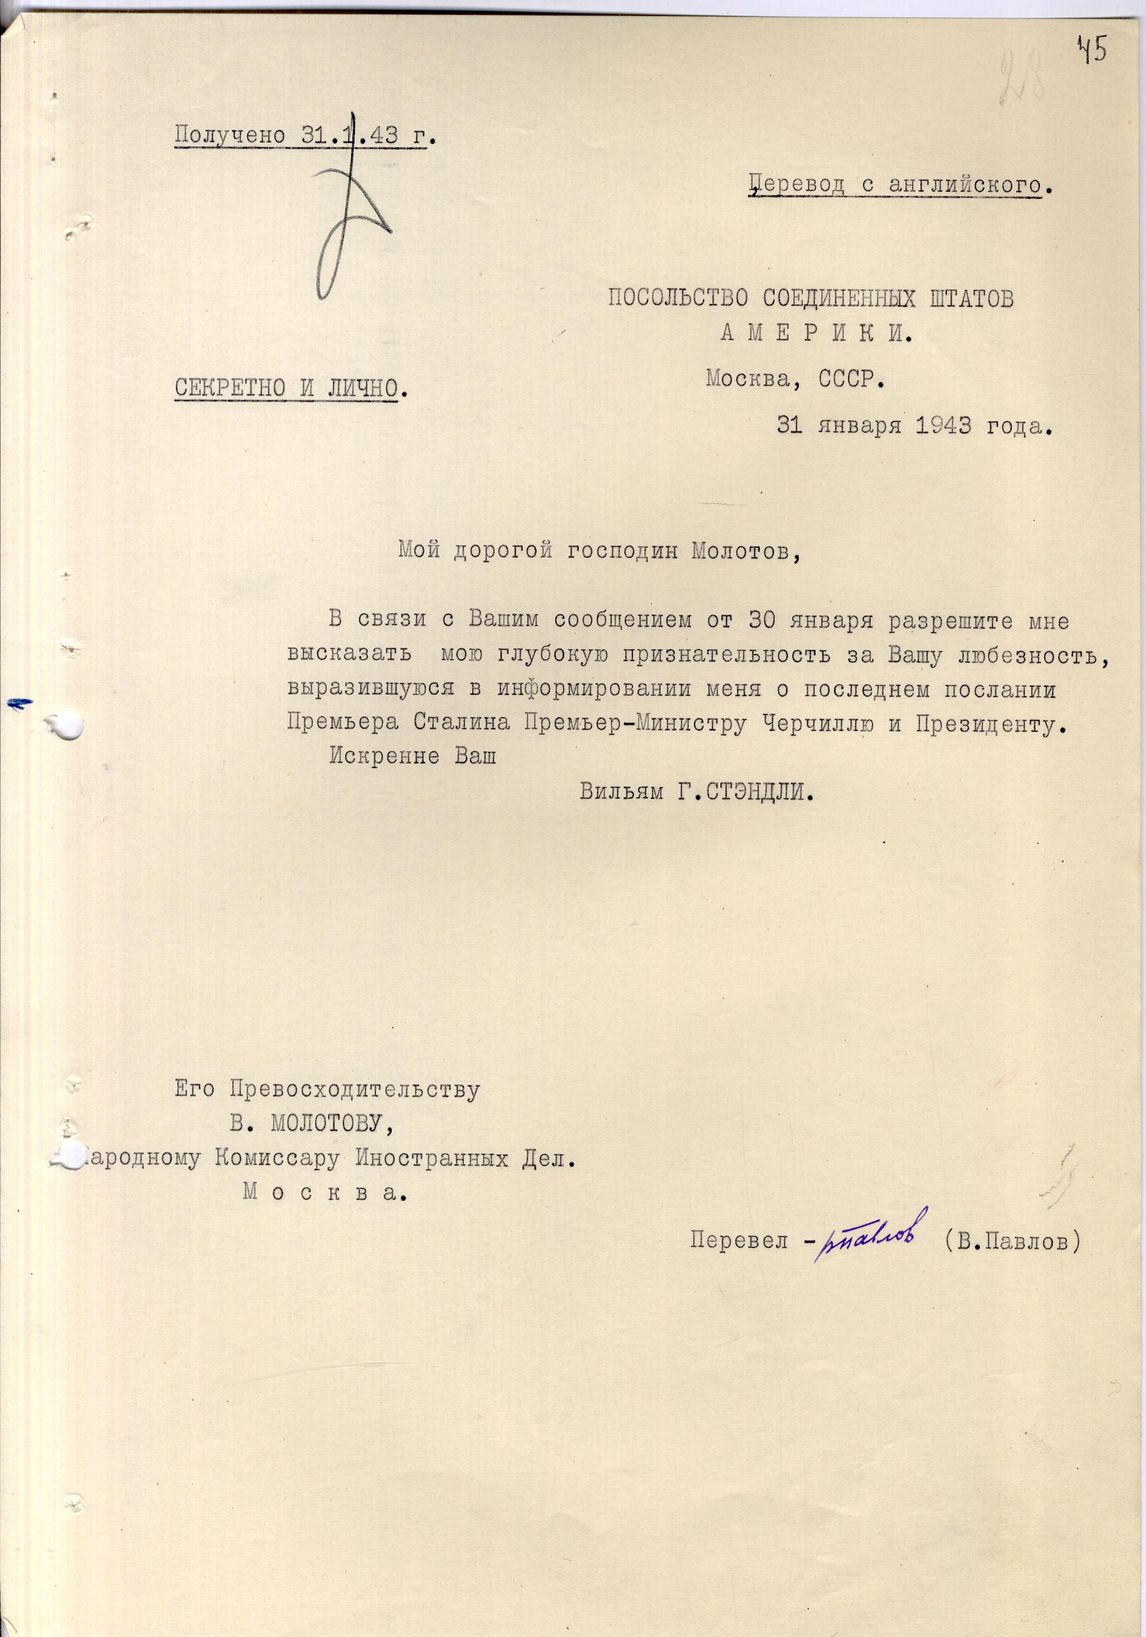 45
28
Получено 31.1.43 г.
Перевод с английского.
ПОСОЛЬСТВО СОЕДИНЕННЫХ ШТАТОВ
А М Е Р И К И.
СЕКРЕТНО И ЛИЧНО.
Москва, СССР.
31 января 1943 года.
Мой дорогой господин Молотов,
В связи с Вашим сообщением от 30 января разрешите мне
высказать мою глубокую признательность за Вашу любезность,
выразившуюся в информировании меня о последнем послании
Премьера Сталина Премьер-Министру Черчиллю и Президенту.
Искренне Ваш
Вильям Г.СТЭНДЛИ.
Его Превосходительству
В. МОЛОТОВУ,
ародному Комиссару Иностранных Дел.
М о с к в а.
Перевел - Павлов (В.Павлов)